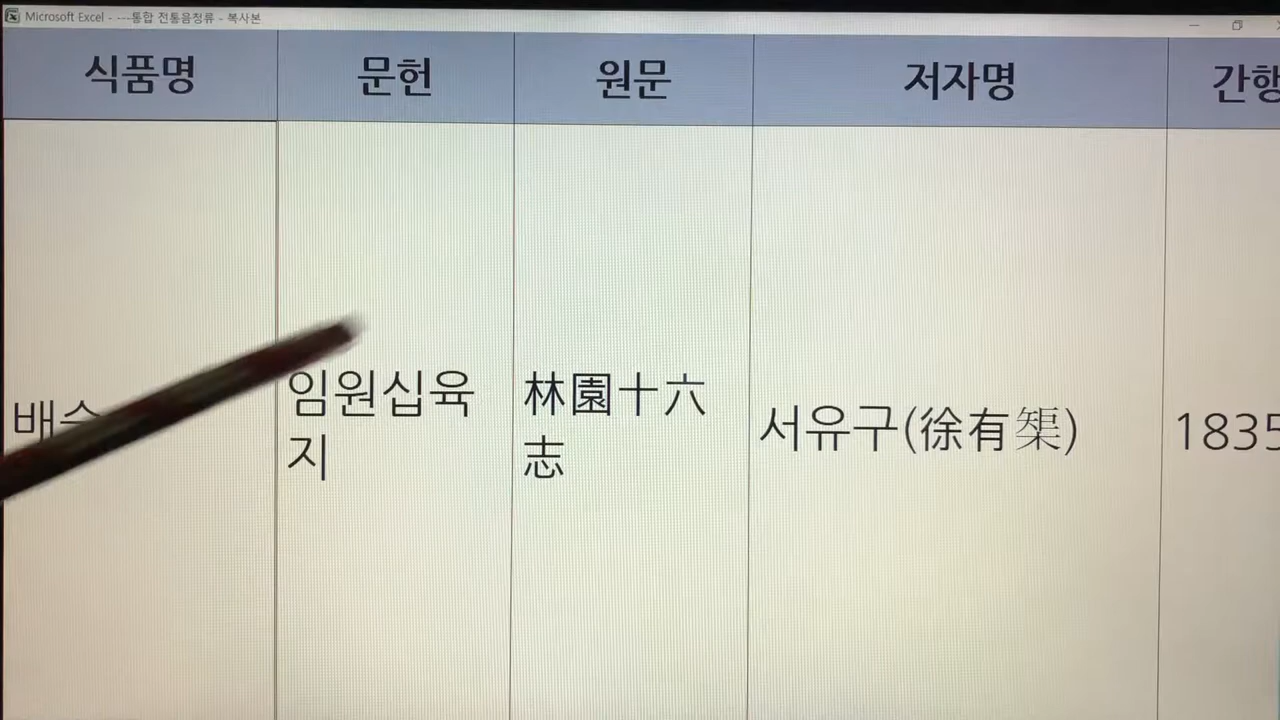 Microsoft Excel - ---통합 전통음청류 - 복사본
식품명 문헌 원문 저자명 간행
임원십육
지
林園十六
志
서유구(徐有榘)
1835